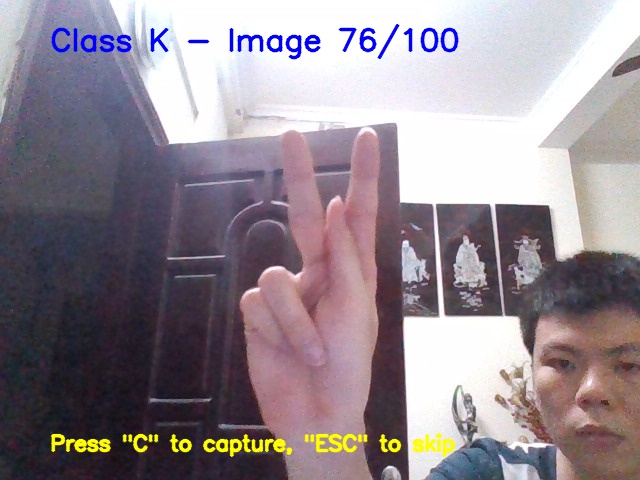 Class K - Image 76/100
Press "C" to capture, "ESC" to skip